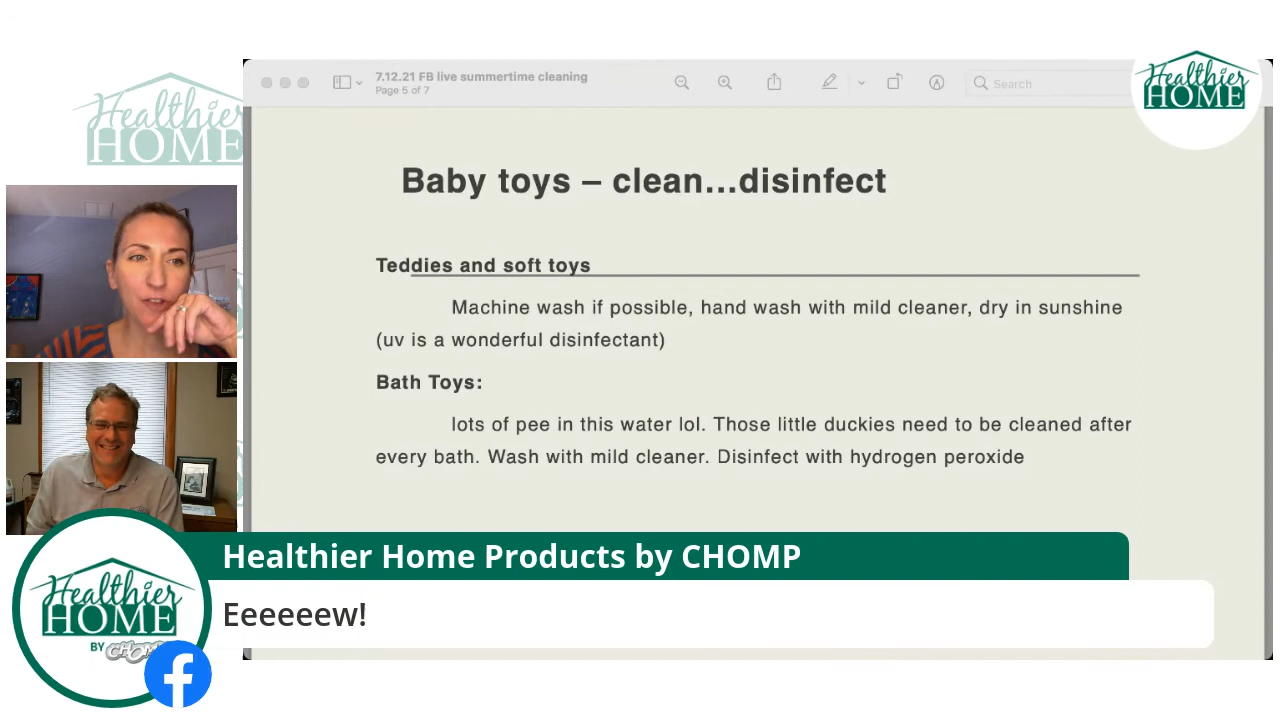 7.12.21 FB live summertime cleaning
Page 5 of 7
Search
Healthier
HOME
Healthier
HOME
Baby toys – clean...disinfect
Teddies and soft toys
Machine wash if possible, hand wash with mild cleaner, dry in sunshine
(uv is a wonderful disinfectant)
Bath Toys:
lots of pee in this water lol. Those little duckies need to be cleaned after
every bath. Wash with mild cleaner. Disinfect with hydrogen peroxide
Healthier Home Products by CHOMP
Eeeeeew!
Healthier
HOME
BY CHOMP